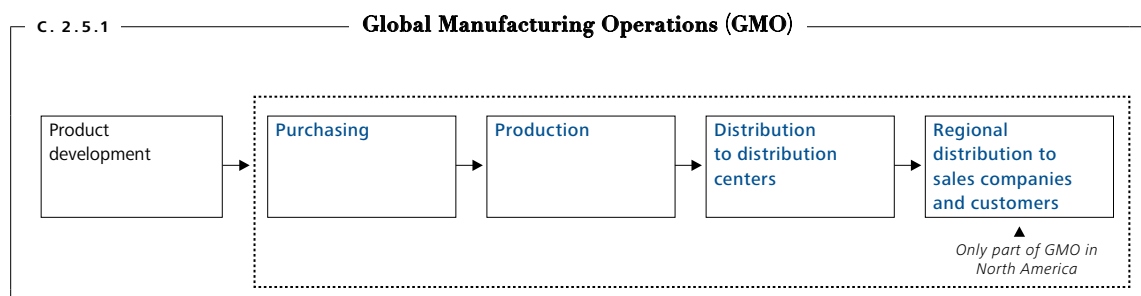 C. 2.5.1
Global Manufacturing Operations (GMO)
Product
development
Purchasing
Production
Distribution
to distribution
centers
Regional
distribution to
sales companies
and customers
Only part of GMO in
North America